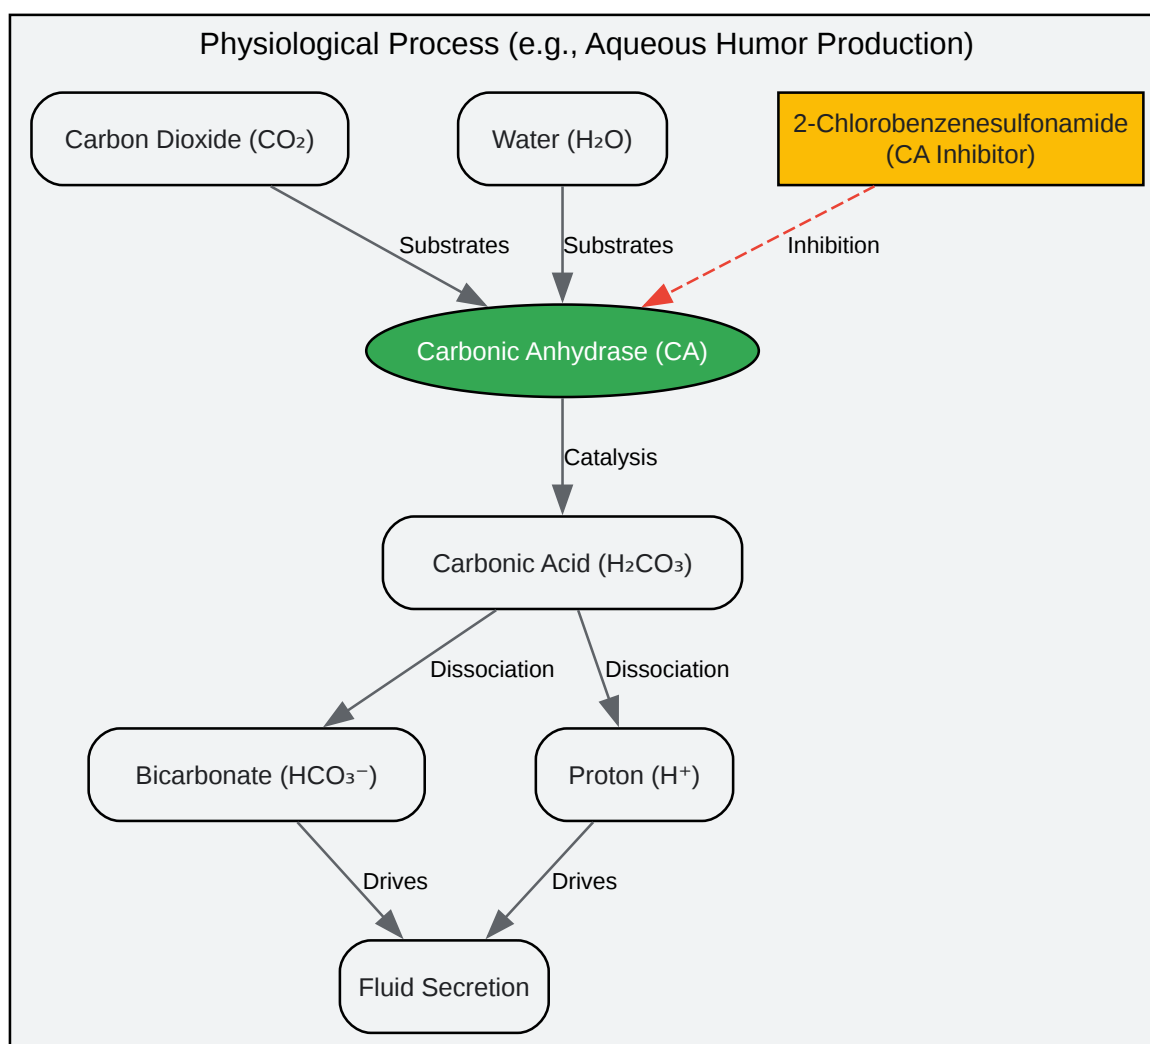 Physiological Process (e.g., Aqueous Humor Production)
Carbon Dioxide (CO₂)
Water (H₂O)
2-Chlorobenzenesulfonamide
(CA Inhibitor)
Substrates
Substrates
Inhibition
Carbonic Anhydrase (CA)
Catalysis
Carbonic Acid (H₂CO₃)
Dissociation
Dissociation
Bicarbonate (HCO₃⁻)
Proton (H⁺)
Drives
Drives
Fluid Secretion